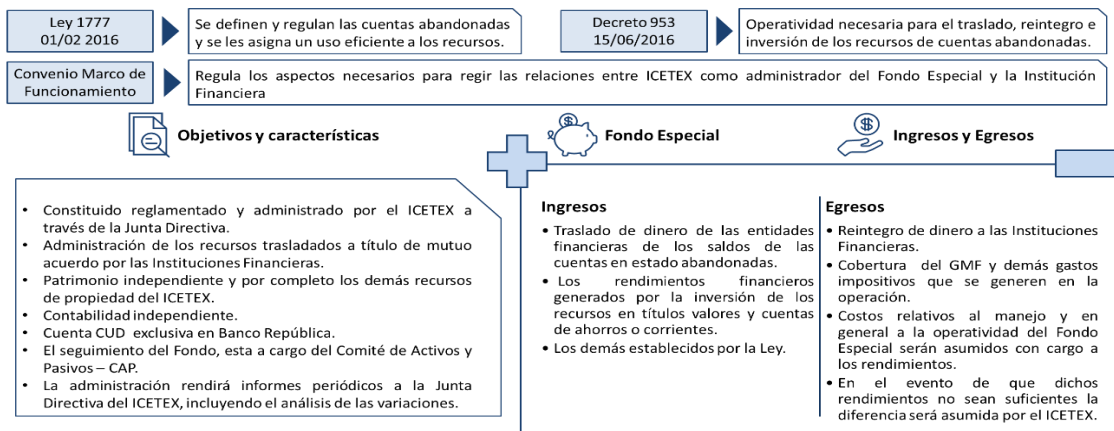 Ley 1777
01/02 2016
Se definen y regulan las cuentas abandonadas
y se les asigna un uso eficiente a los recursos.
Decreto 953
15/06/2016
Operatividad necesaria para el traslado, reintegro e
inversión de los recursos de cuentas abandonadas.
Convenio Marco de
Funcionamiento
Regula los aspectos necesarios para regir las relaciones entre ICETEX como administrador del Fondo Especial y la Institución
Financiera
Objetivos y características
Fondo Especial
Ingresos y Egresos
• Constituido reglamentado y administrado por el ICETEX a
través de la Junta Directiva.
• Administración de los recursos trasladados a título de mutuo
acuerdo por las Instituciones Financieras.
• Patrimonio independiente y por completo los demás recursos
de propiedad del ICETEX.
• Contabilidad independiente.
• Cuenta CUD exclusiva en Banco República.
• El seguimiento del Fondo, esta a cargo del Comité de Activos y
Pasivos – CAP.
• La administración rendirá informes periódicos a la Junta
Directiva del ICETEX, incluyendo el análisis de las variaciones.
Ingresos
• Traslado de dinero de las entidades
financieras de los saldos de las
cuentas en estado abandonadas.
• Los rendimientos financieros
generados por la inversión de los
recursos en títulos valores y cuentas
de ahorros o corrientes.
• Los demás establecidos por la Ley.
Egresos
• Reintegro de dinero a las Instituciones
Financieras.
• Cobertura del GMF y demás gastos
impositivos que se generen en la
operación.
• Costos relativos al manejo y en
general a la operatividad del Fondo
Especial serán asumidos con cargo a
los rendimientos.
• En el evento de que dichos
rendimientos no sean suficientes la
diferencia será asumida por el ICETEX.